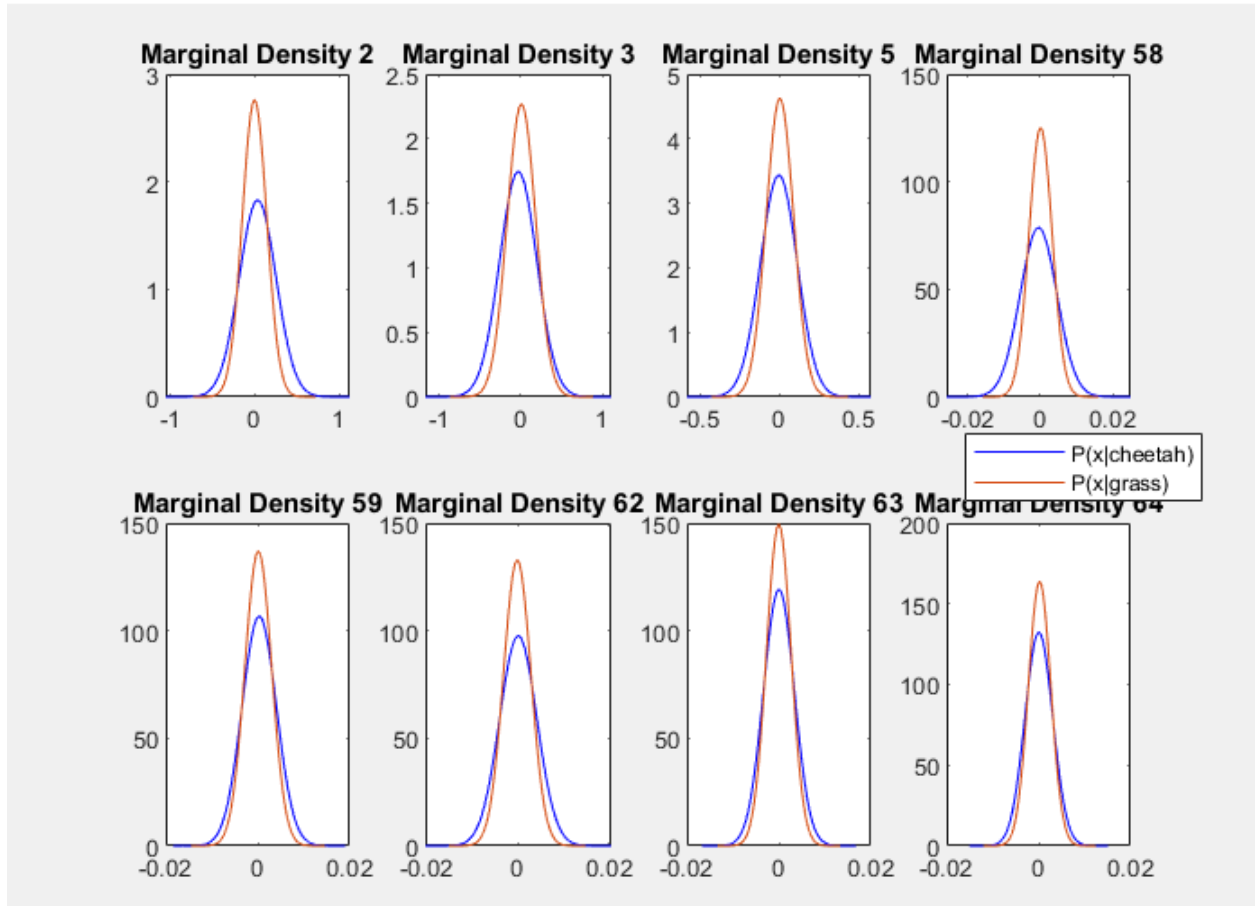 Marginal Density 2
3
2
1
0
-1 0 1
Marginal Density 3
2.5
2
1.5
1
0.5
0
-1 0 1
Marginal Density 5
5
4
3
2
1
0
-0.5 0 0.5
Marginal Density 58
150
100
50
0
-0.02 0 0.02
P(x|cheetah)
P(x|grass)
Marginal Density 59
150
100
50
0
-0.02 0 0.02
Marginal Density 62
150
100
50
0
-0.02 0 0.02
Marginal Density 63
150
100
50
0
-0.02 0 0.02
Marginal Density 64
200
150
100
50
0
-0.02 0 0.02